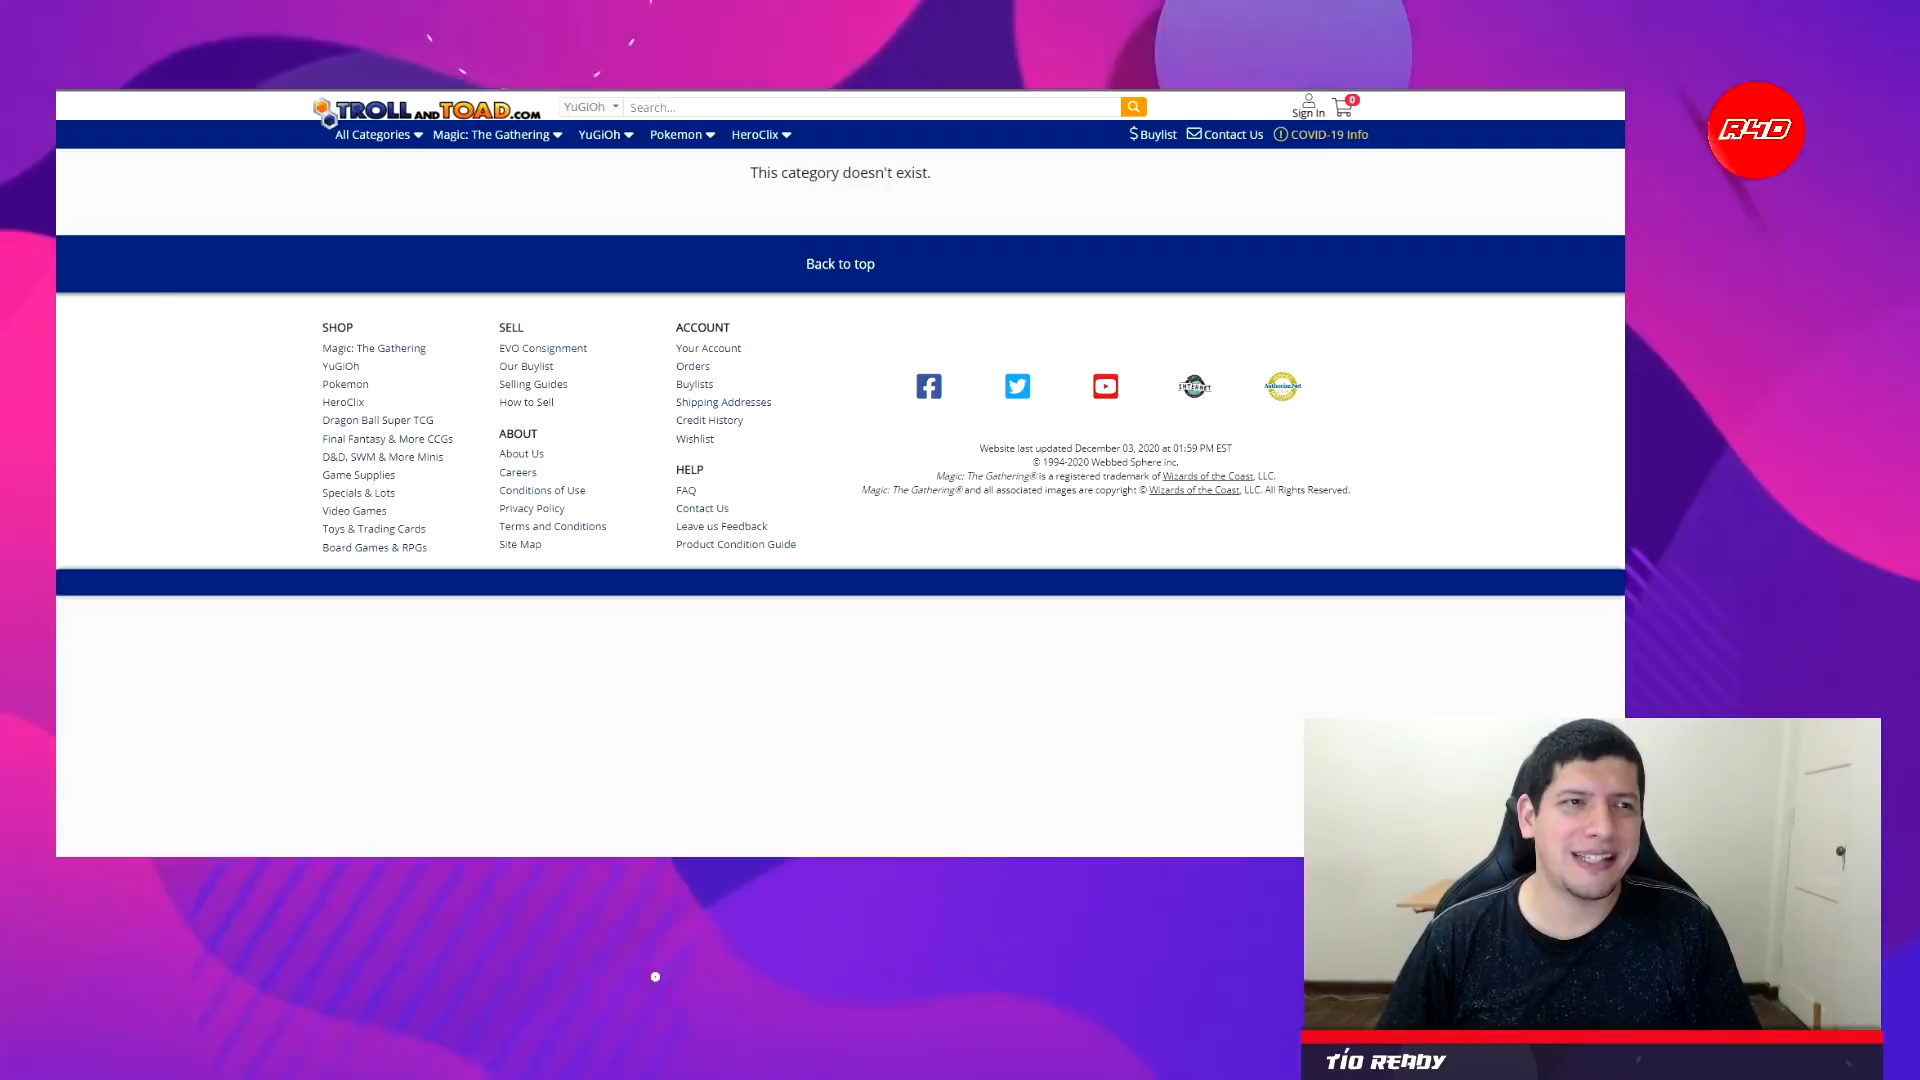 TROLL AND TOAD.COM
YuGiOh
Search...
Sign In
0
All Categories
Magic: The Gathering
YuGiOh
Pokemon
HeroClix
$ Buylist
Contact Us
COVID-19 Info
R4D
This category doesn't exist.
Back to top
SHOP
Magic: The Gathering
YuGiOh
Pokemon
HeroClix
Dragon Ball Super TCG
Final Fantasy & More CCGs
D&D, SWM & More Minis
Game Supplies
Specials & Lots
Video Games
Toys & Trading Cards
Board Games & RPGs
SELL
EVO Consignment
Our Buylist
Selling Guides
How to Sell
ABOUT
About Us
Careers
Conditions of Use
Privacy Policy
Terms and Conditions
Site Map
ACCOUNT
Your Account
Orders
Buylists
Shipping Addresses
Credit History
Wishlist
HELP
FAQ
Contact Us
Leave us Feedback
Product Condition Guide
INTERNET
Authorize.Net
Website last updated December 03, 2020 at 01:59 PM EST
© 1994-2020 Webbed Sphere inc.
Magic: The Gathering® is a registered trademark of Wizards of the Coast, LLC.
Magic: The Gathering® and all associated images are copyright © Wizards of the Coast, LLC. All Rights Reserved.
TÍO READY